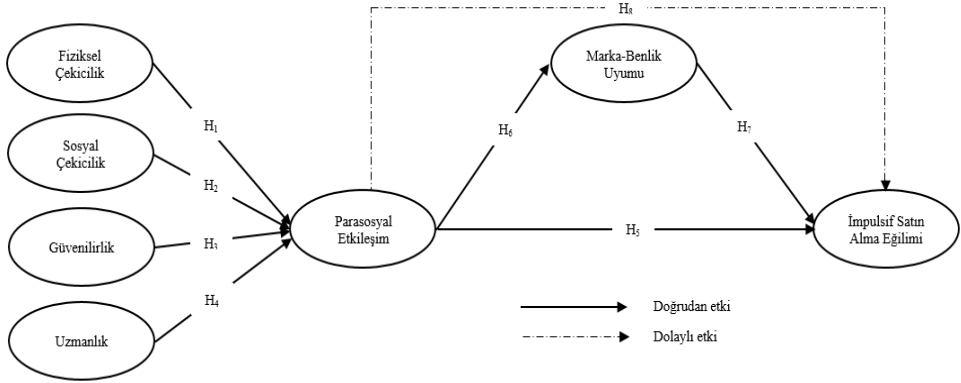 H₈
Fiziksel
Çekicilik
Marka-Benlik
Uyumu
H₁
H₆
H₇
Sosyal
Çekicilik
H₂
Parasosyal
Etkileşim
İmpulsif Satın
Alma Eğilimi
H₅
Güvenilirlik
H₃
H₄
Uzmanlık
Doğrudan etki
Dolaylı etki